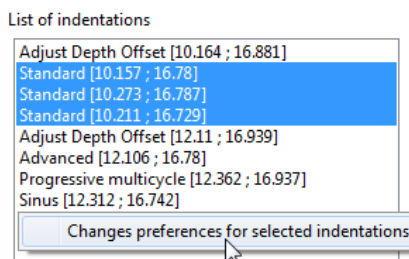 List of indentations
Adjust Depth Offset [10.164 ; 16.881]
Standard [10.157 ; 16.78]
Standard [10.273 ; 16.787]
Standard [10.211 ; 16.729]
Adjust Depth Offset [12.11 ; 16.939]
Advanced [12.106 ; 16.78]
Progressive multicycle [12.362 ; 16.937]
Sinus [12.312 ; 16.742]
Changes preferences for selected indentations